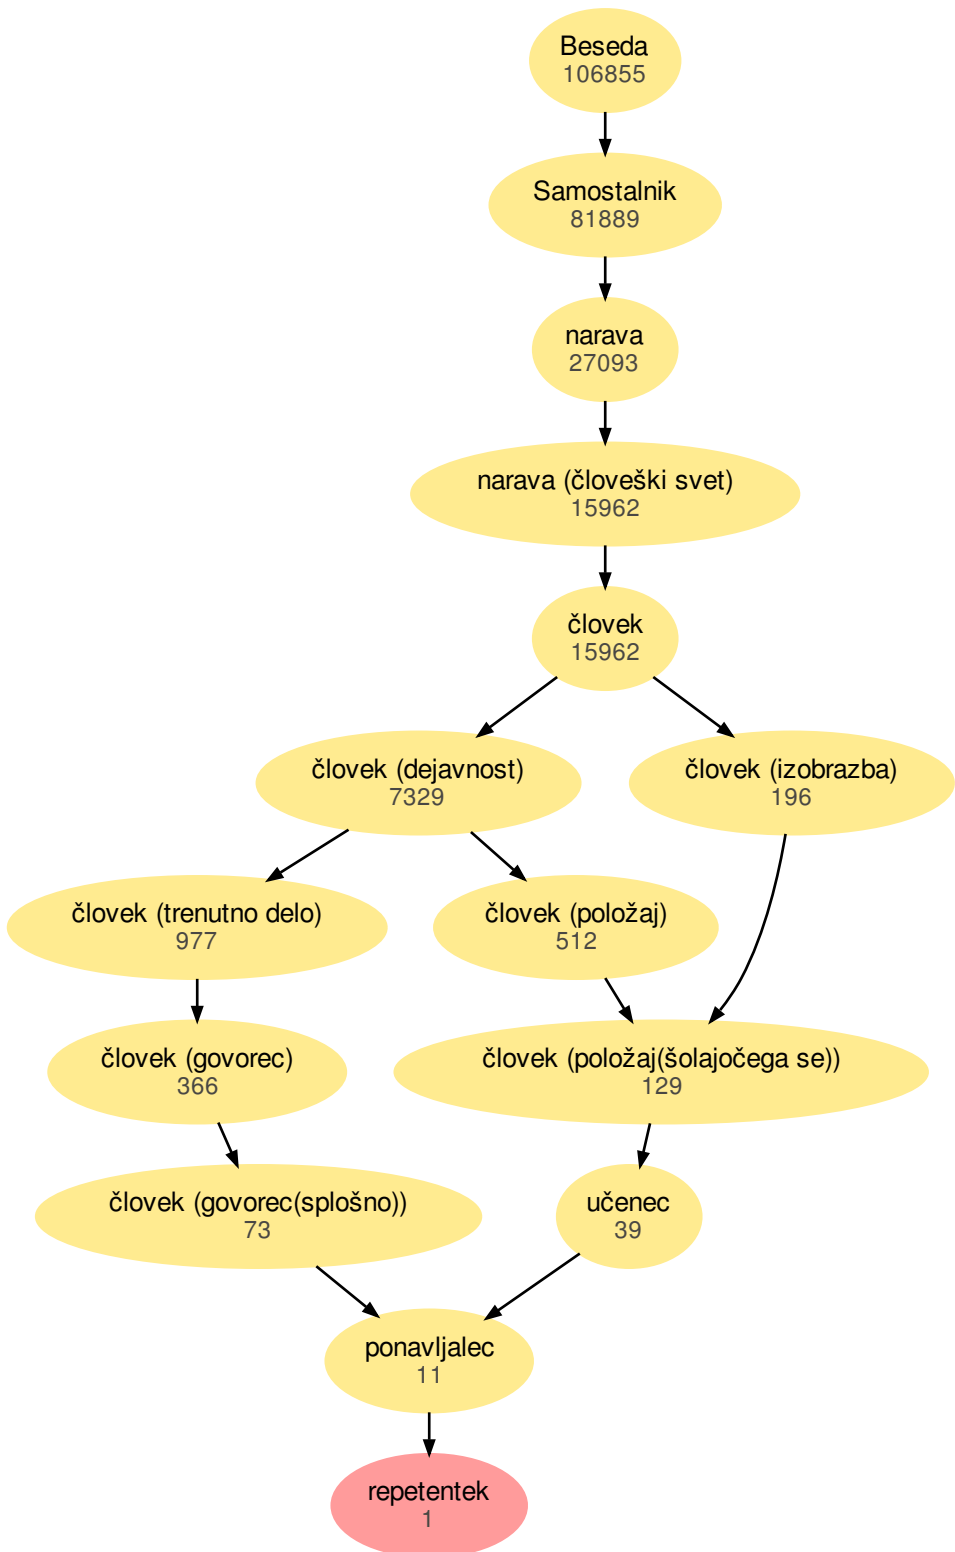 Beseda
106855
Samostalnik
81889
narava
27093
narava (človeški svet)
15962
človek
15962
človek (dejavnost)
7329
človek (izobrazba)
196
človek (trenutno delo)
977
človek (položaj)
512
človek (govorec)
366
človek (položaj(šolajočega se))
129
človek (govorec(splošno))
73
učenec
39
ponavljalec
11
repetentek
1